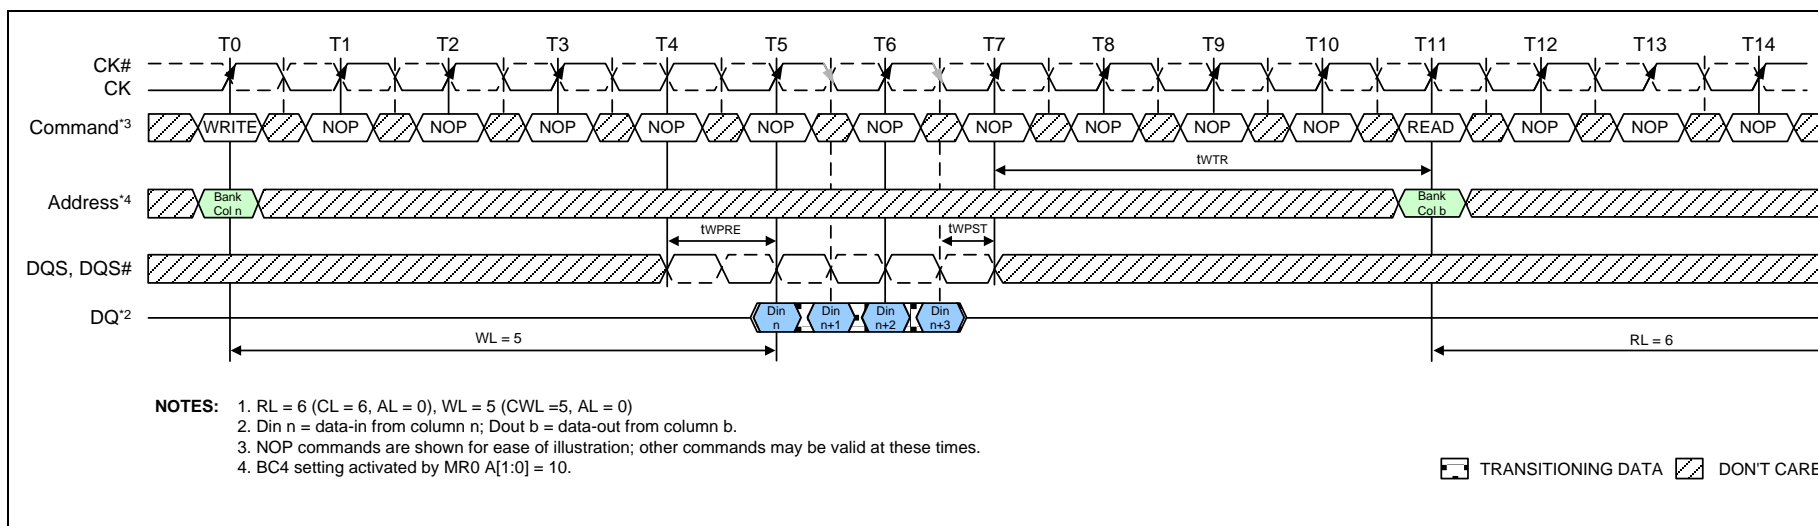 T0 T1 T2 T3 T4 T5 T6 T7 T8 T9 T10 T11 T12 T13 T14
CK#
CK
Command*3 WRITE NOP NOP NOP NOP NOP NOP NOP NOP NOP NOP READ NOP NOP NOP
tWTR
Address*4 Bank Col n Bank Col b
tWPRE tWPST
DQS, DQS#
DQ*2 Din n Din n+1 Din n+2 Din n+3
WL = 5 RL = 6
NOTES: 1. RL = 6 (CL = 6, AL = 0), WL = 5 (CWL =5, AL = 0)
2. Din n = data-in from column n; Dout b = data-out from column b.
3. NOP commands are shown for ease of illustration; other commands may be valid at these times.
4. BC4 setting activated by MR0 A[1:0] = 10.
TRANSITIONING DATA DON'T CARE